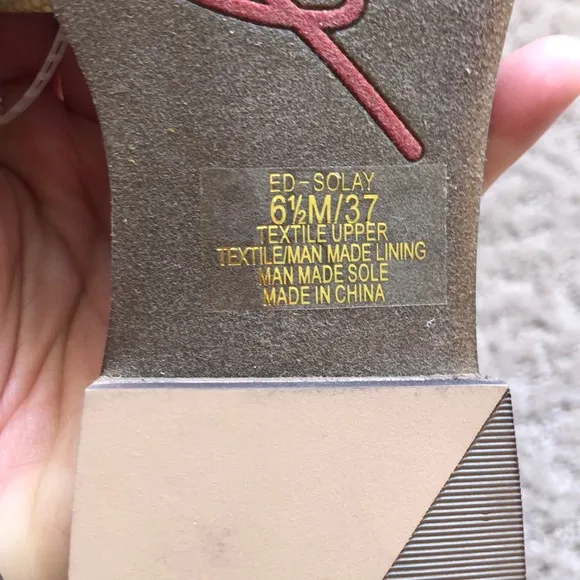 ED-SOLAY
6½M/37
TEXTILE UPPER
TEXTILE/MAN MADE LINING
MAN MADE SOLE
MADE IN CHINA